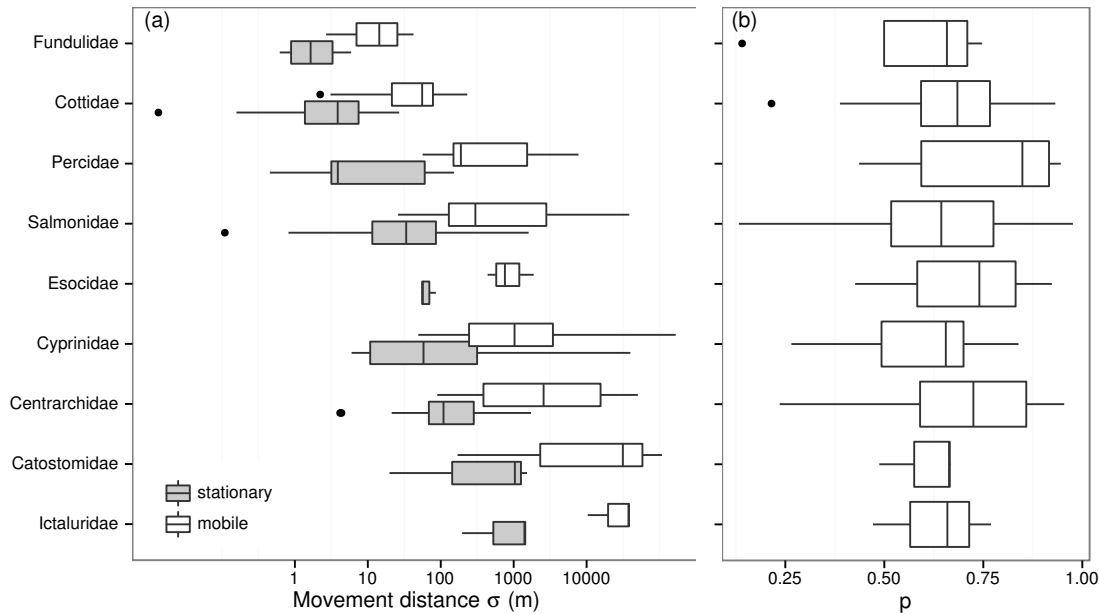 (a)
(b)
Fundulidae
Cottidae
Percidae
Salmonidae
Esocidae
Cyprinidae
Centrarchidae
Catostomidae
Ictaluridae
stationary
mobile
1 10 100 1000 10000
Movement distance σ (m)
0.25 0.50 0.75 1.00
p